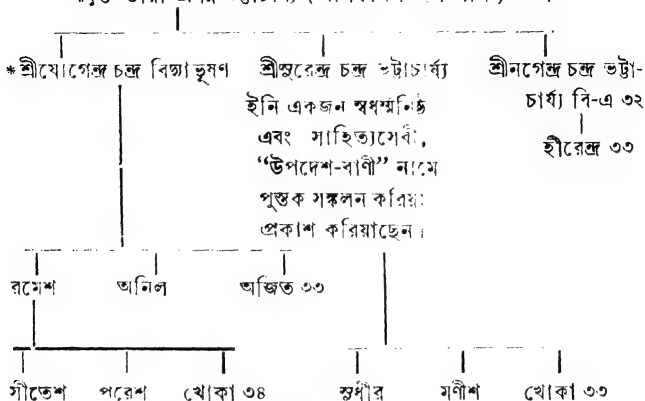 *শ্রীযোগেন্দ্র চন্দ্র বিদ্যাভূষণ শ্রীসুরেন্দ্র চন্দ্র ভট্টাচার্য্য শ্রীনগেন্দ্র চন্দ্র ভট্টা-
ইনি একজন স্বধর্ম্মনিষ্ঠ চার্য্য বি-এ ৩২
এবং সাহিত্যসেবী,
হীরেন্দ্র ৩৩
“উপদেশ-বাণী” নামে
পুস্তক সঙ্কলন করিয়া
প্রকাশ করিয়াছেন।
রমেশ অনিল অজিত ৩৩
গীতেশ পরেশ খোকা ৩৪ সুধীর মণীশ খোকা ৩৩